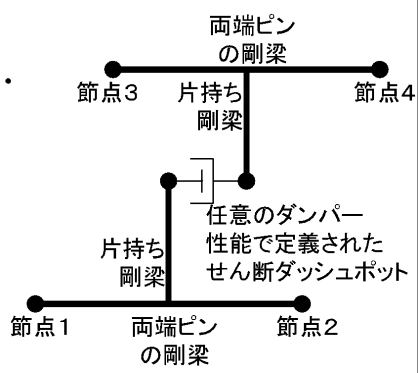 両端ピン
の剛梁
節点3
片持ち
剛梁
節点4
任意のダンパー
性能で定義された
せん断ダッシュポット
片持ち
剛梁
節点1
両端ピン
の剛梁
節点2